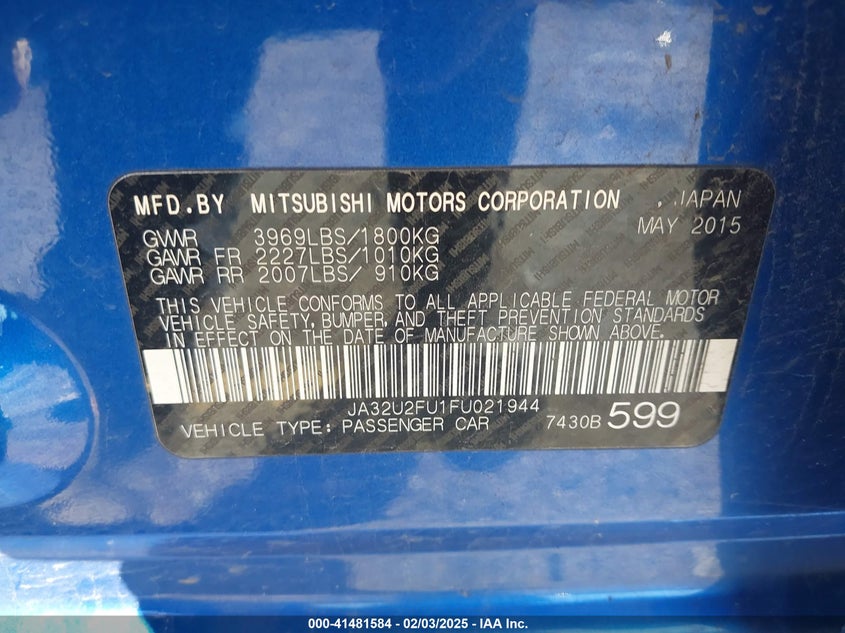 MFD.BY MITSUBISHI MOTORS CORPORATION , JAPAN
MAY 2015
GVWR 3969LBS/1800KG
GAWR FR 2227LBS/1010KG
GAWR RR 2007LBS/ 910KG
THIS VEHICLE CONFORMS TO ALL APPLICABLE FEDERAL MOTOR
VEHICLE SAFETY, BUMPER, AND THEFT PREVENTION STANDARDS
IN EFFECT ON THE DATE OF MANUFACTURE SHOWN ABOVE.
JA32U2FU1FU021944
VEHICLE TYPE: PASSENGER CAR 7430B 599
000-41481584 - 02/03/2025 - IAA Inc.